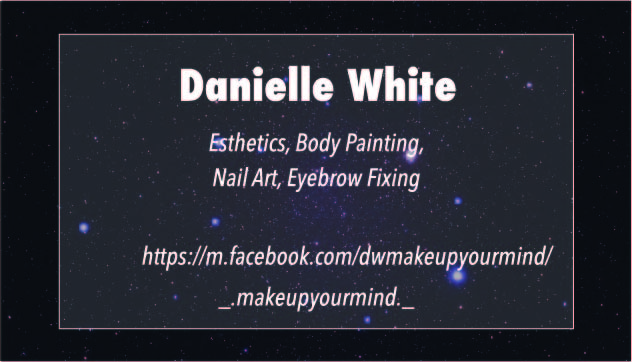 Danielle White
Esthetics, Body Painting,
Nail Art, Eyebrow Fixing
https://m.facebook.com/dwmakeupyourmind/
_.makeupyourmind._